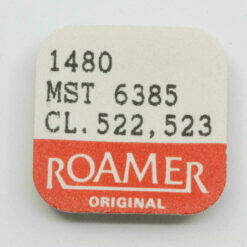 1480
MST 6385
CL. 522, 523
ROAMER
ORIGINAL